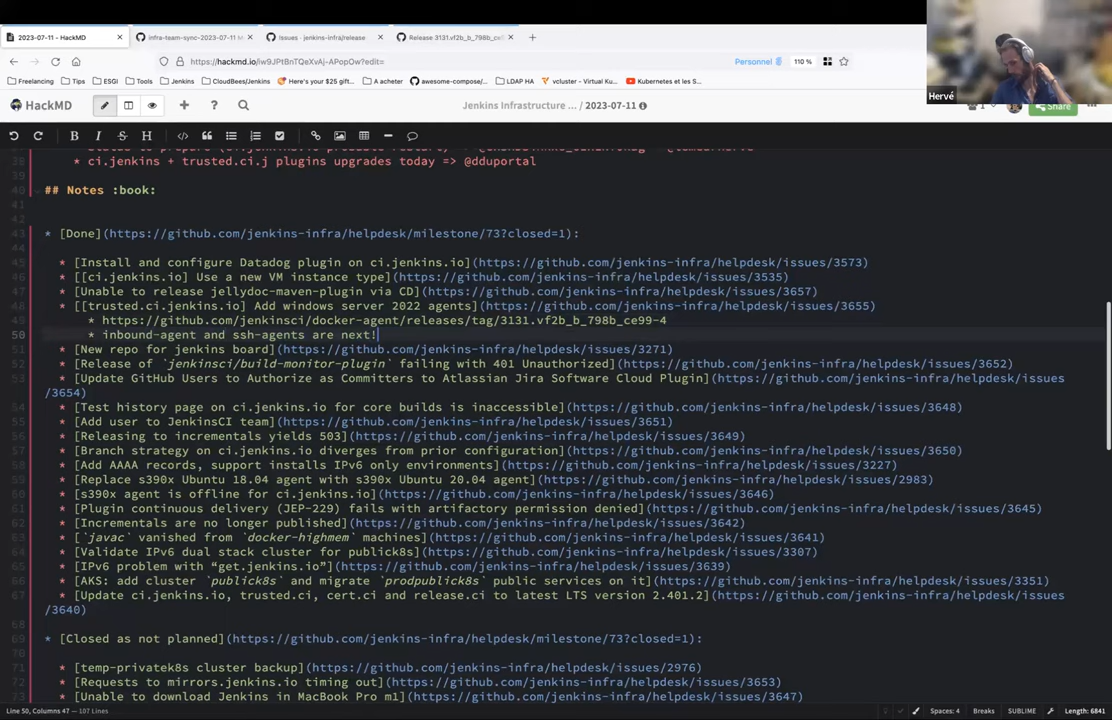 2023-07-11 - HackMD
infra-team-sync-2023-07-11
Issues · jenkins-infra/release
Release 3131.vf2b_b_798b_ce
https://hackmd.io/iw9JPtBnTQeXvAj-APopOw?edit=
Personnel
110 %
Freelancing
Tips
ESGI
Tools
Jenkins
CloudBees/Jenkins
Here's your $25 gift...
A acheter
awesome-compose/...
LDAP HA
vcluster - Virtual Ku...
Kubernetes et les S...
Hervé
HackMD
Jenkins Infrastructure ... / 2023-07-11
Share
* ci.jenkins + trusted.ci.j plugins upgrades today => @dduportal
## Notes :book:
* [Done](https://github.com/jenkins-infra/helpdesk/milestone/73?closed=1):
* [Install and configure Datadog plugin on ci.jenkins.io](https://github.com/jenkins-infra/helpdesk/issues/3573)
* [[ci.jenkins.io] Use a new VM instance type](https://github.com/jenkins-infra/helpdesk/issues/3535)
* [Unable to release jellydoc-maven-plugin via CD](https://github.com/jenkins-infra/helpdesk/issues/3657)
* [[trusted.ci.jenkins.io] Add windows server 2022 agents](https://github.com/jenkins-infra/helpdesk/issues/3655)
* https://github.com/jenkinsci/docker-agent/releases/tag/3131.vf2b_b_798b_ce99-4
* inbound-agent and ssh-agents are next!
* [New repo for jenkins board](https://github.com/jenkins-infra/helpdesk/issues/3271)
* [Release of `jenkinsci/build-monitor-plugin` failing with 401 Unauthorized](https://github.com/jenkins-infra/helpdesk/issues/3652)
* [Update GitHub Users to Authorize as Committers to Atlassian Jira Software Cloud Plugin](https://github.com/jenkins-infra/helpdesk/issues
/3654)
* [Test history page on ci.jenkins.io for core builds is inaccessible](https://github.com/jenkins-infra/helpdesk/issues/3648)
* [Add user to JenkinsCI team](https://github.com/jenkins-infra/helpdesk/issues/3651)
* [Releasing to incrementals yields 503](https://github.com/jenkins-infra/helpdesk/issues/3649)
* [Branch strategy on ci.jenkins.io diverges from prior configuration](https://github.com/jenkins-infra/helpdesk/issues/3650)
* [Add AAAA records, support installs IPv6 only environments](https://github.com/jenkins-infra/helpdesk/issues/3227)
* [Replace s390x Ubuntu 18.04 agent with s390x Ubuntu 20.04 agent](https://github.com/jenkins-infra/helpdesk/issues/2983)
* [s390x agent is offline for ci.jenkins.io](https://github.com/jenkins-infra/helpdesk/issues/3646)
* [Plugin continuous delivery (JEP-229) fails with artifactory permission denied](https://github.com/jenkins-infra/helpdesk/issues/3645)
* [Incrementals are no longer published](https://github.com/jenkins-infra/helpdesk/issues/3642)
* [`javac` vanished from `docker-highmem` machines](https://github.com/jenkins-infra/helpdesk/issues/3641)
* [Validate IPv6 dual stack cluster for publick8s](https://github.com/jenkins-infra/helpdesk/issues/3307)
* [IPv6 problem with “get.jenkins.io”](https://github.com/jenkins-infra/helpdesk/issues/3639)
* [AKS: add cluster `publick8s` and migrate `prodpublick8s` public services on it](https://github.com/jenkins-infra/helpdesk/issues/3351)
* [Update ci.jenkins.io, trusted.ci, cert.ci and release.ci to latest LTS version 2.401.2](https://github.com/jenkins-infra/helpdesk/issues
/3640)
* [Closed as not planned](https://github.com/jenkins-infra/helpdesk/milestone/73?closed=1):
* [temp-privatek8s cluster backup](https://github.com/jenkins-infra/helpdesk/issues/2976)
* [Requests to mirrors.jenkins.io timing out](https://github.com/jenkins-infra/helpdesk/issues/3653)
* [Unable to download Jenkins in MacBook Pro m1](https://github.com/jenkins-infra/helpdesk/issues/3647)
Line 50, Columns 47 — 107 Lines
Spaces: 4
Breaks
SUBLIME
Length: 6841